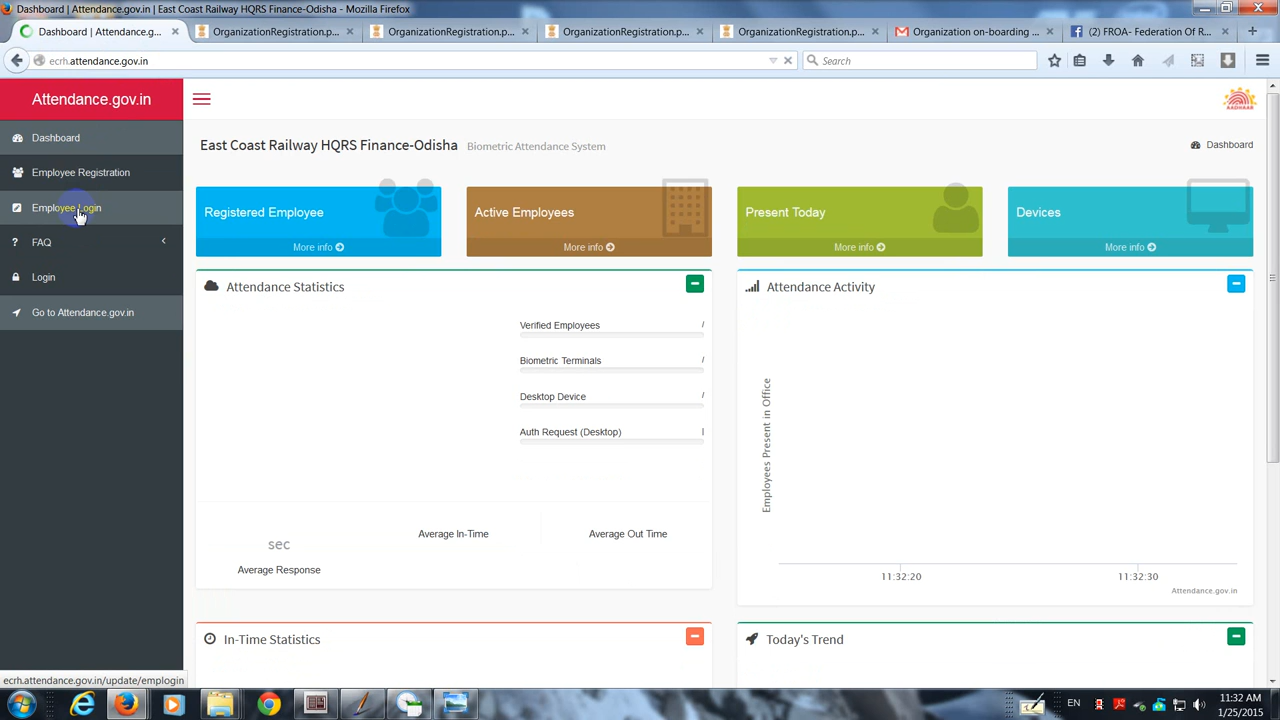 Dashboard | Attendance.gov.in | East Coast Railway HQRS Finance-Odisha - Mozilla Firefox
Dashboard | Attendance.g...
OrganizationRegistration.p...
OrganizationRegistration.p...
OrganizationRegistration.p...
OrganizationRegistration.p...
Organization on-boarding ...
(2) FROA- Federation Of R...
ecrh.attendance.gov.in
Search
Attendance.gov.in
AADHAAR
Dashboard
Employee Registration
Employee Login
FAQ
Login
Go to Attendance.gov.in
East Coast Railway HQRS Finance-Odisha Biometric Attendance System
Dashboard
Registered Employee
More info
Active Employees
More info
Present Today
More info
Devices
More info
Attendance Statistics
Verified Employees /
Biometric Terminals /
Desktop Device /
Auth Request (Desktop) |
sec
Average Response
Average In-Time
Average Out Time
Attendance Activity
Employees Present in Office
11:32:20
11:32:30
Attendance.gov.in
In-Time Statistics
Today's Trend
ecrh.attendance.gov.in/update/emplogin
EN
11:32 AM
1/25/2015